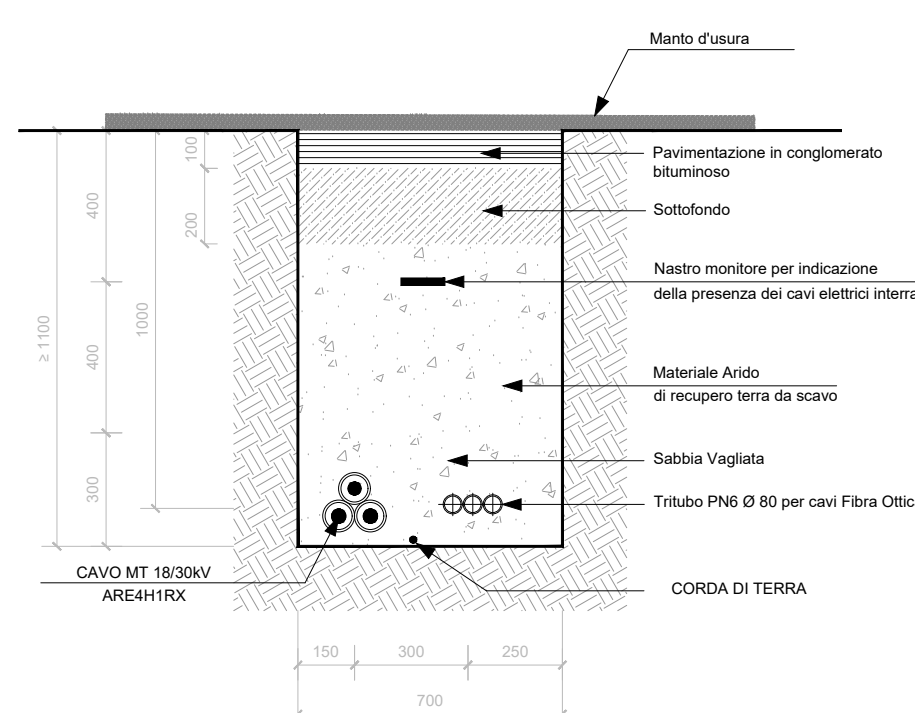 Manto d'usura
Pavimentazione in conglomerato
bituminoso
Sottofondo
Nastro monitore per indicazione
della presenza dei cavi elettrici interra
Materiale Arido
di recupero terra da scavo
Sabbia Vagliata
Tritubo PN6 Ø 80 per cavi Fibra Ottic
CORDA DI TERRA
CAVO MT 18/30kV
ARE4H1RX
≥ 1100
400
400
300
1000
100
200
150
300
250
700